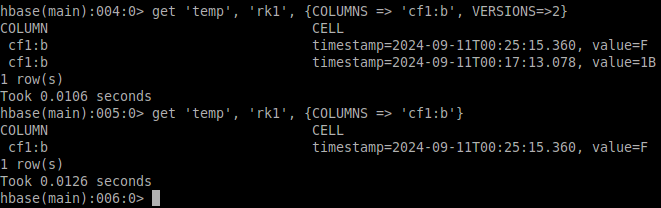 hbase(main):004:0> get 'temp', 'rk1', {COLUMNS => 'cf1:b', VERSIONS=>2}
COLUMN                                CELL
 cf1:b                                timestamp=2024-09-11T00:25:15.360, value=F
 cf1:b                                timestamp=2024-09-11T00:17:13.078, value=1B
1 row(s)
Took 0.0106 seconds
hbase(main):005:0> get 'temp', 'rk1', {COLUMNS => 'cf1:b'}
COLUMN                                CELL
 cf1:b                                timestamp=2024-09-11T00:25:15.360, value=F
1 row(s)
Took 0.0126 seconds
hbase(main):006:0>